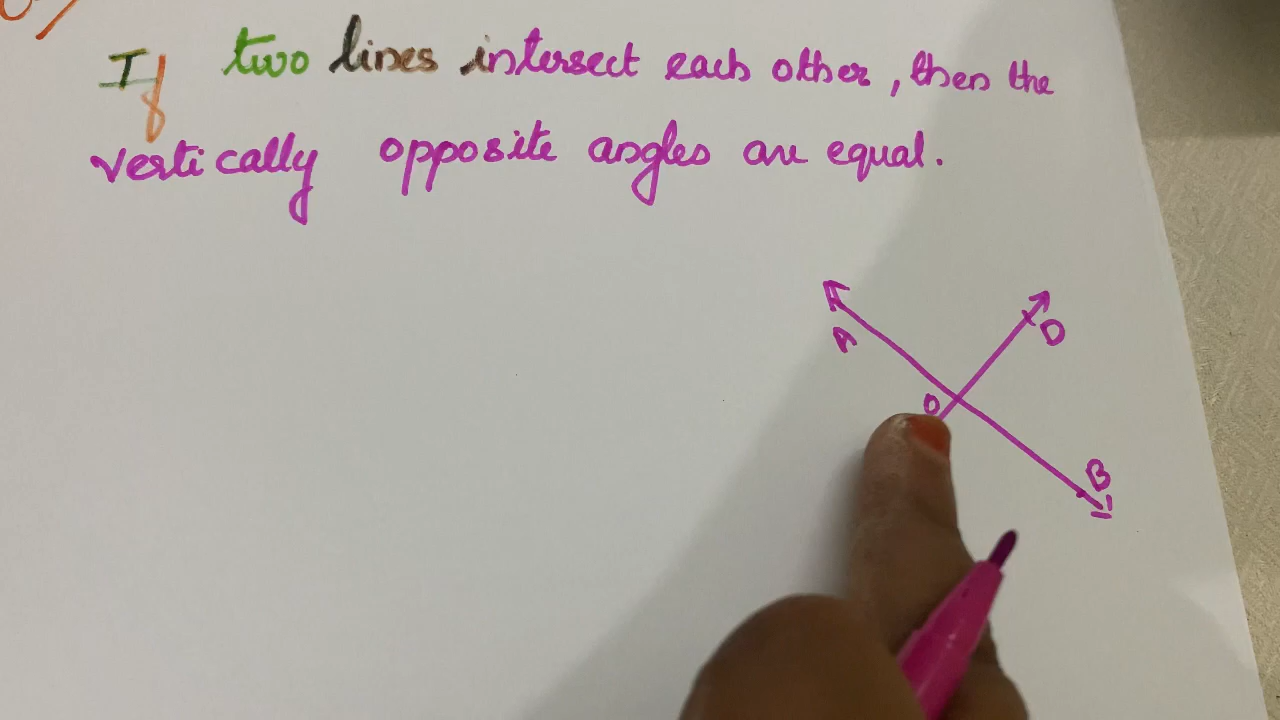 If two lines intersect each other, then the
vertically opposite angles are equal.
A
D
O
B